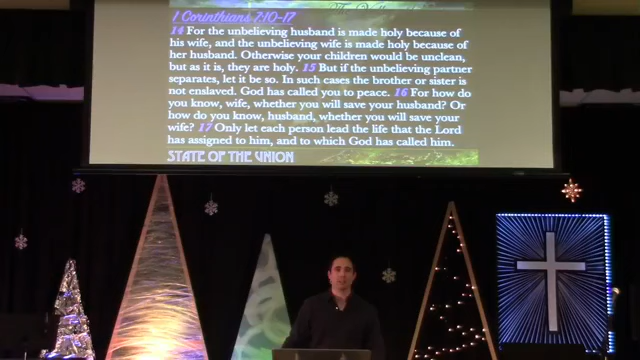 1 Corinthians 7:10-17
14 For the unbelieving husband is made holy because of
his wife, and the unbelieving wife is made holy because of
her husband. Otherwise your children would be unclean,
but as it is, they are holy. 15 But if the unbelieving partner
separates, let it be so. In such cases the brother or sister is
not enslaved. God has called you to peace. 16 For how do
you know, wife, whether you will save your husband? Or
how do you know, husband, whether you will save your
wife? 17 Only let each person lead the life that the Lord
has assigned to him, and to which God has called him.
STATE OF THE UNION